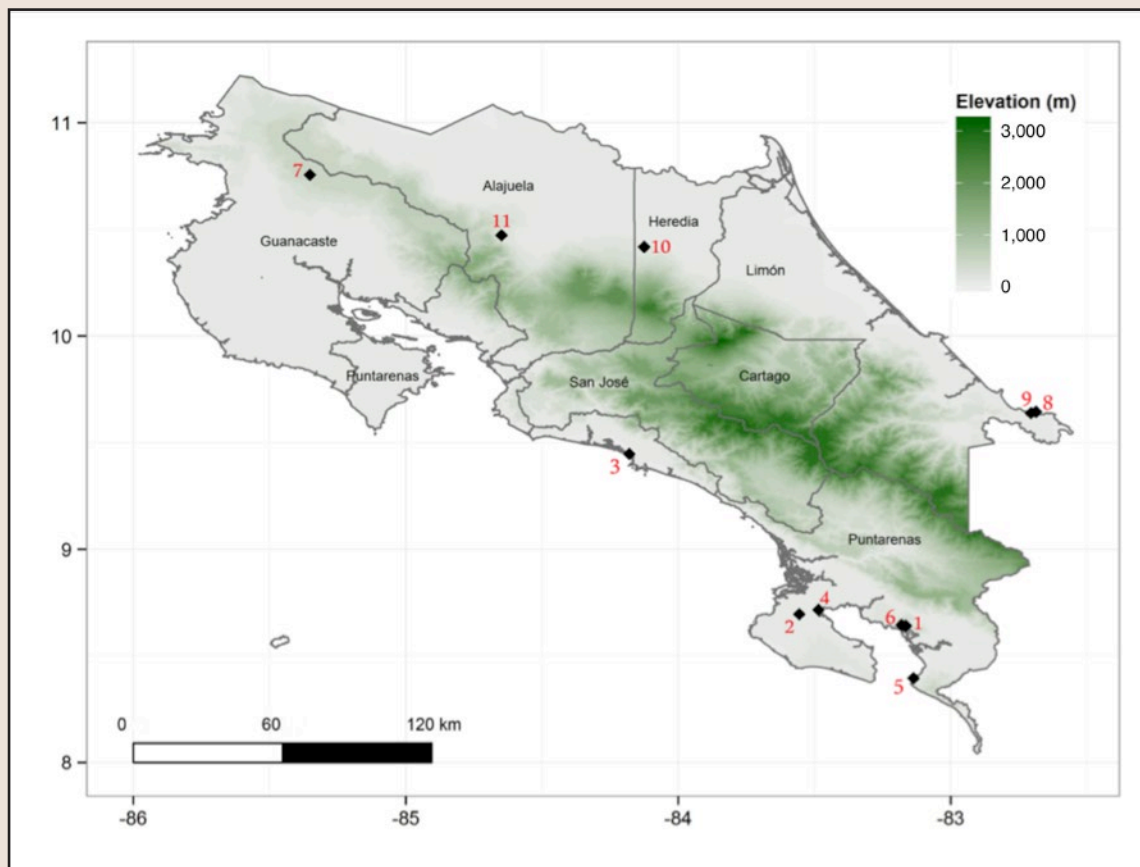 Elevation (m)
3,000
2,000
1,000
0
11
10
9
8
7
Alajuela
11
Heredia
10
Guanacaste
Limón
Puntarenas
San José
Cartago
9 8
3
Puntarenas
4
2
6 1
5
0 60 120 km
-86 -85 -84 -83